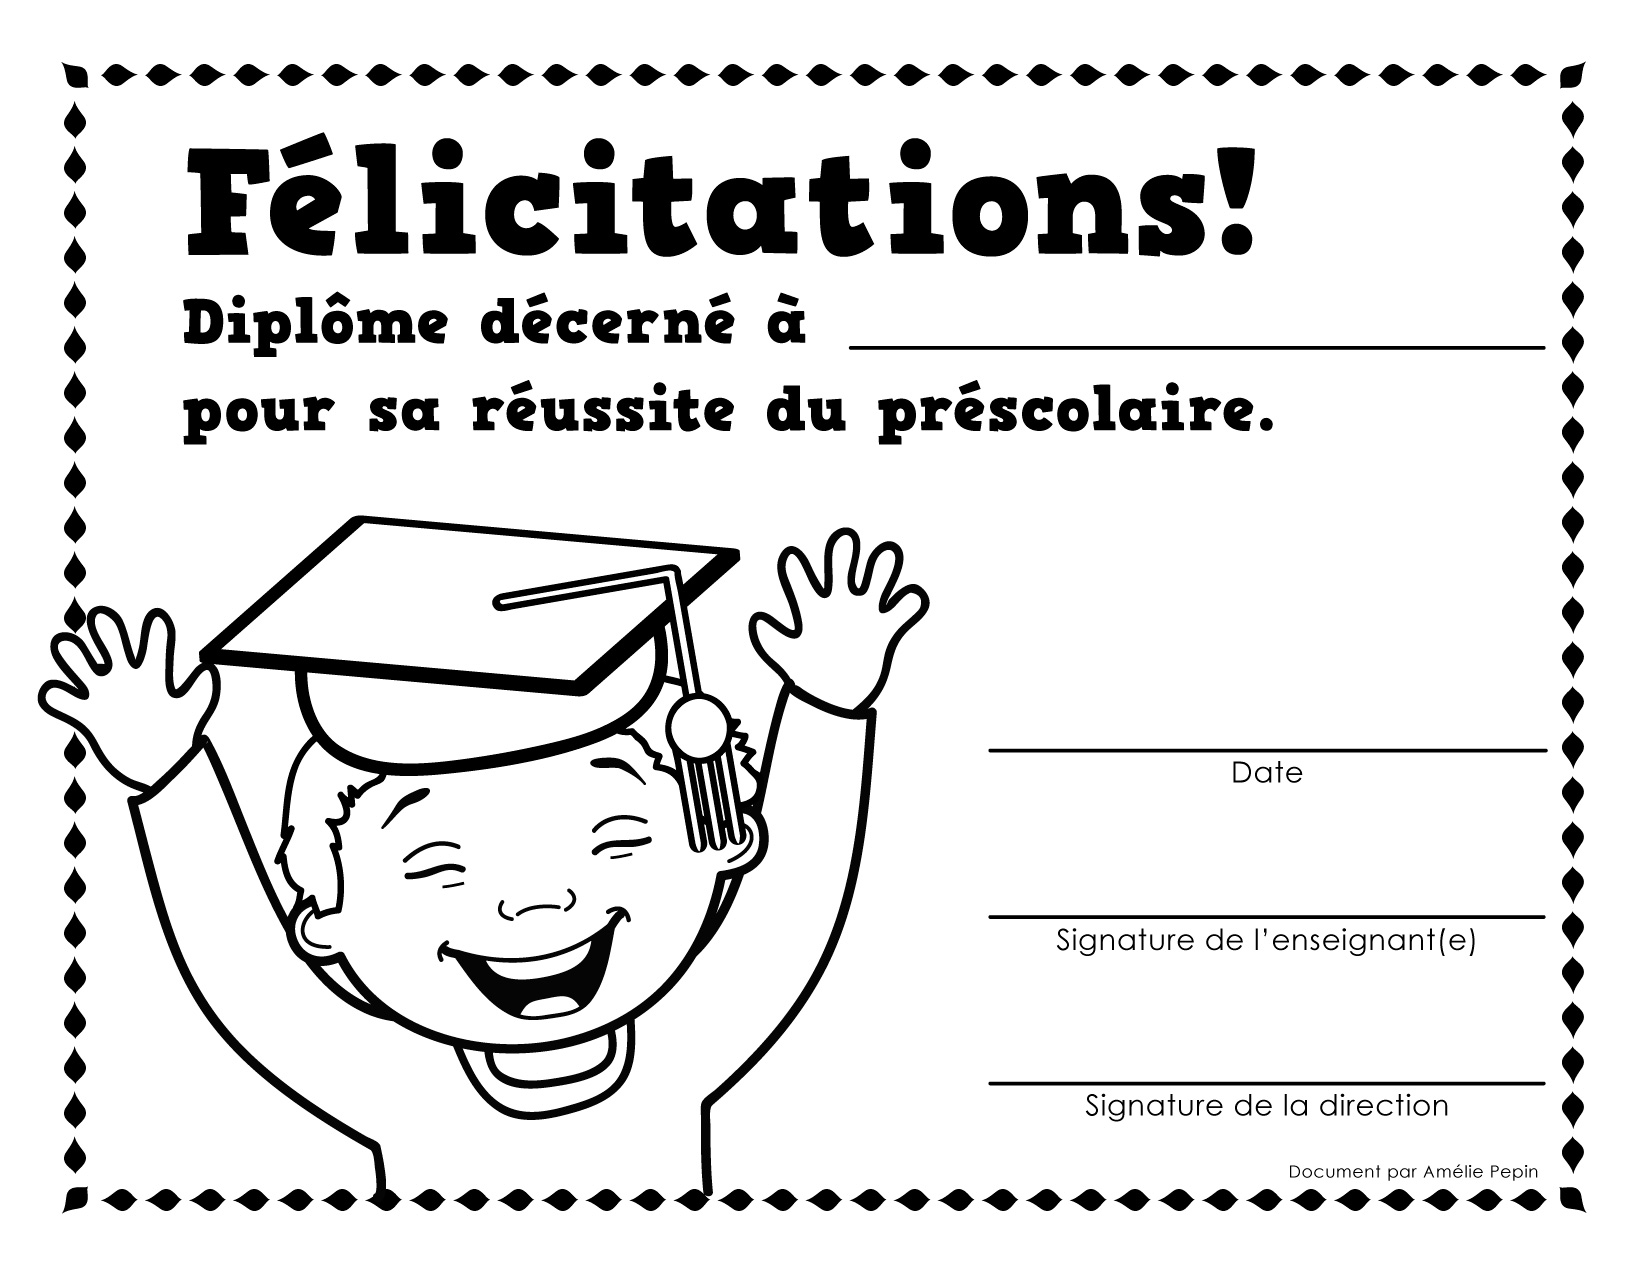 Félicitations!
Diplôme décerné à
pour sa réussite du préscolaire.
Date
Signature de l'enseignant(e)
Signature de la direction
Document par Amélie Pepin